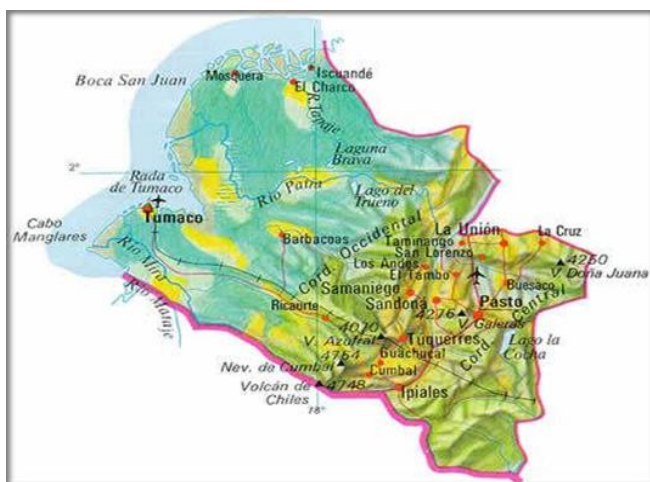 Boca San Juan
Mosquera
Iscuandé
El Charco
R. Tapaje
Laguna
Brava
2°
Rada
de Tumaco
Río Patía
Lago del
Trueno
Tumaco
Cabo
Manglares
Barbacoas
Cord. Occidental
La Unión
La Cruz
Taminango
San Lorenzo
4250
V. Doña Juana
Los Andes
El Tambo
Río Mira
Río Mataje
Samaniego
Buesaco
Sandoná
Pasto
4276
V. Galeras
Ricaurte
4070
V. Azufral
Tuquerres
Cord. Central
Lago la
Cocha
4764
Nev. de Cumbal
Guachucal
Cumbal
Volcán de
Chiles
4748
Ipiales